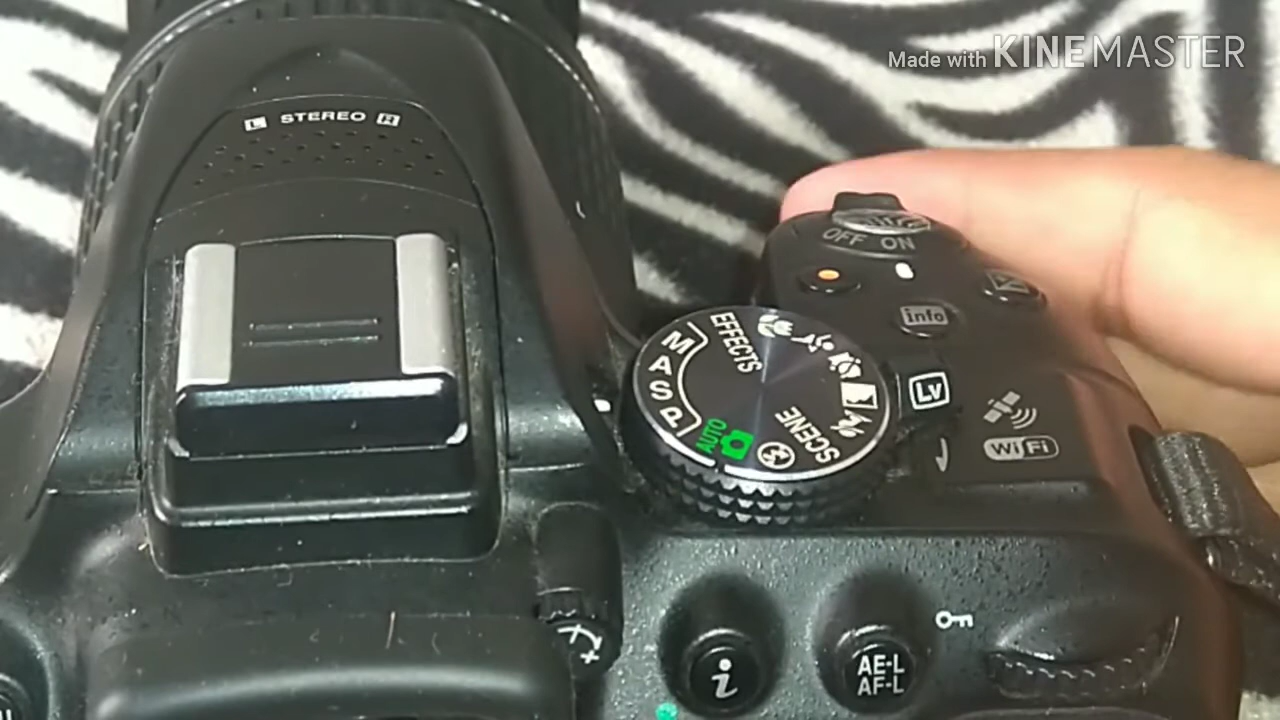 Made with KINEMASTER
L STEREO R
OFF ON
info
EFFECTS
M
A
S
P
AUTO
SCENE
Lv
WiFi
i
AE-L
AF-L